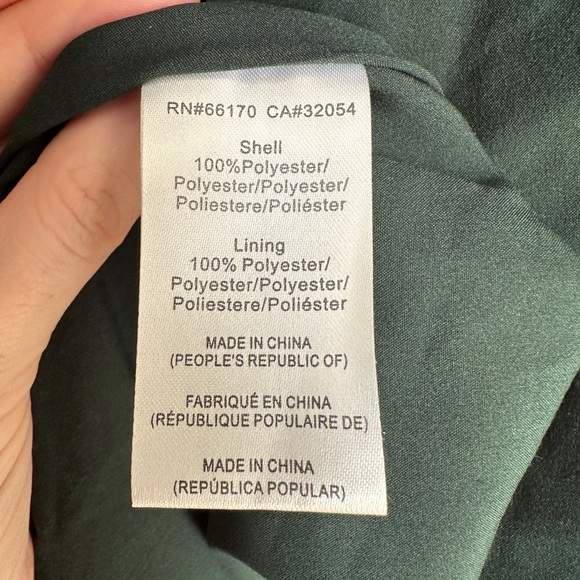 RN#66170 CA#32054
Shell
100%Polyester/
Polyester/Polyester/
Poliestere/Poliéster
Lining
100% Polyester/
Polyester/Polyester/
Poliestere/Poliéster
MADE IN CHINA
(PEOPLE'S REPUBLIC OF)
FABRIQUÉ EN CHINA
(RÉPUBLIQUE POPULAIRE DE)
MADE IN CHINA
(REPÚBLICA POPULAR)